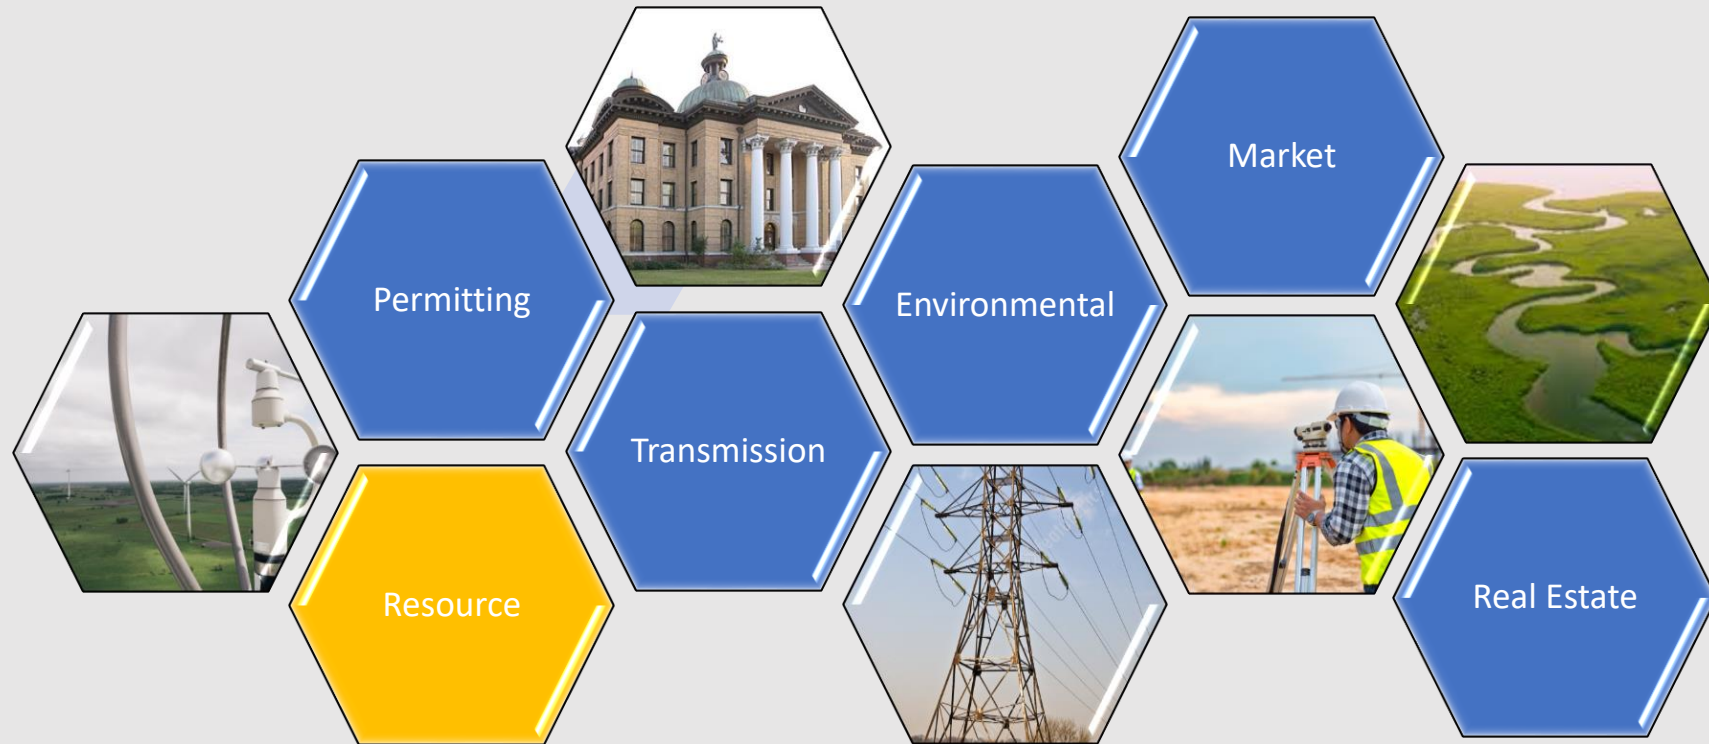 Market
Permitting
Environmental
Transmission
Resource
Real Estate